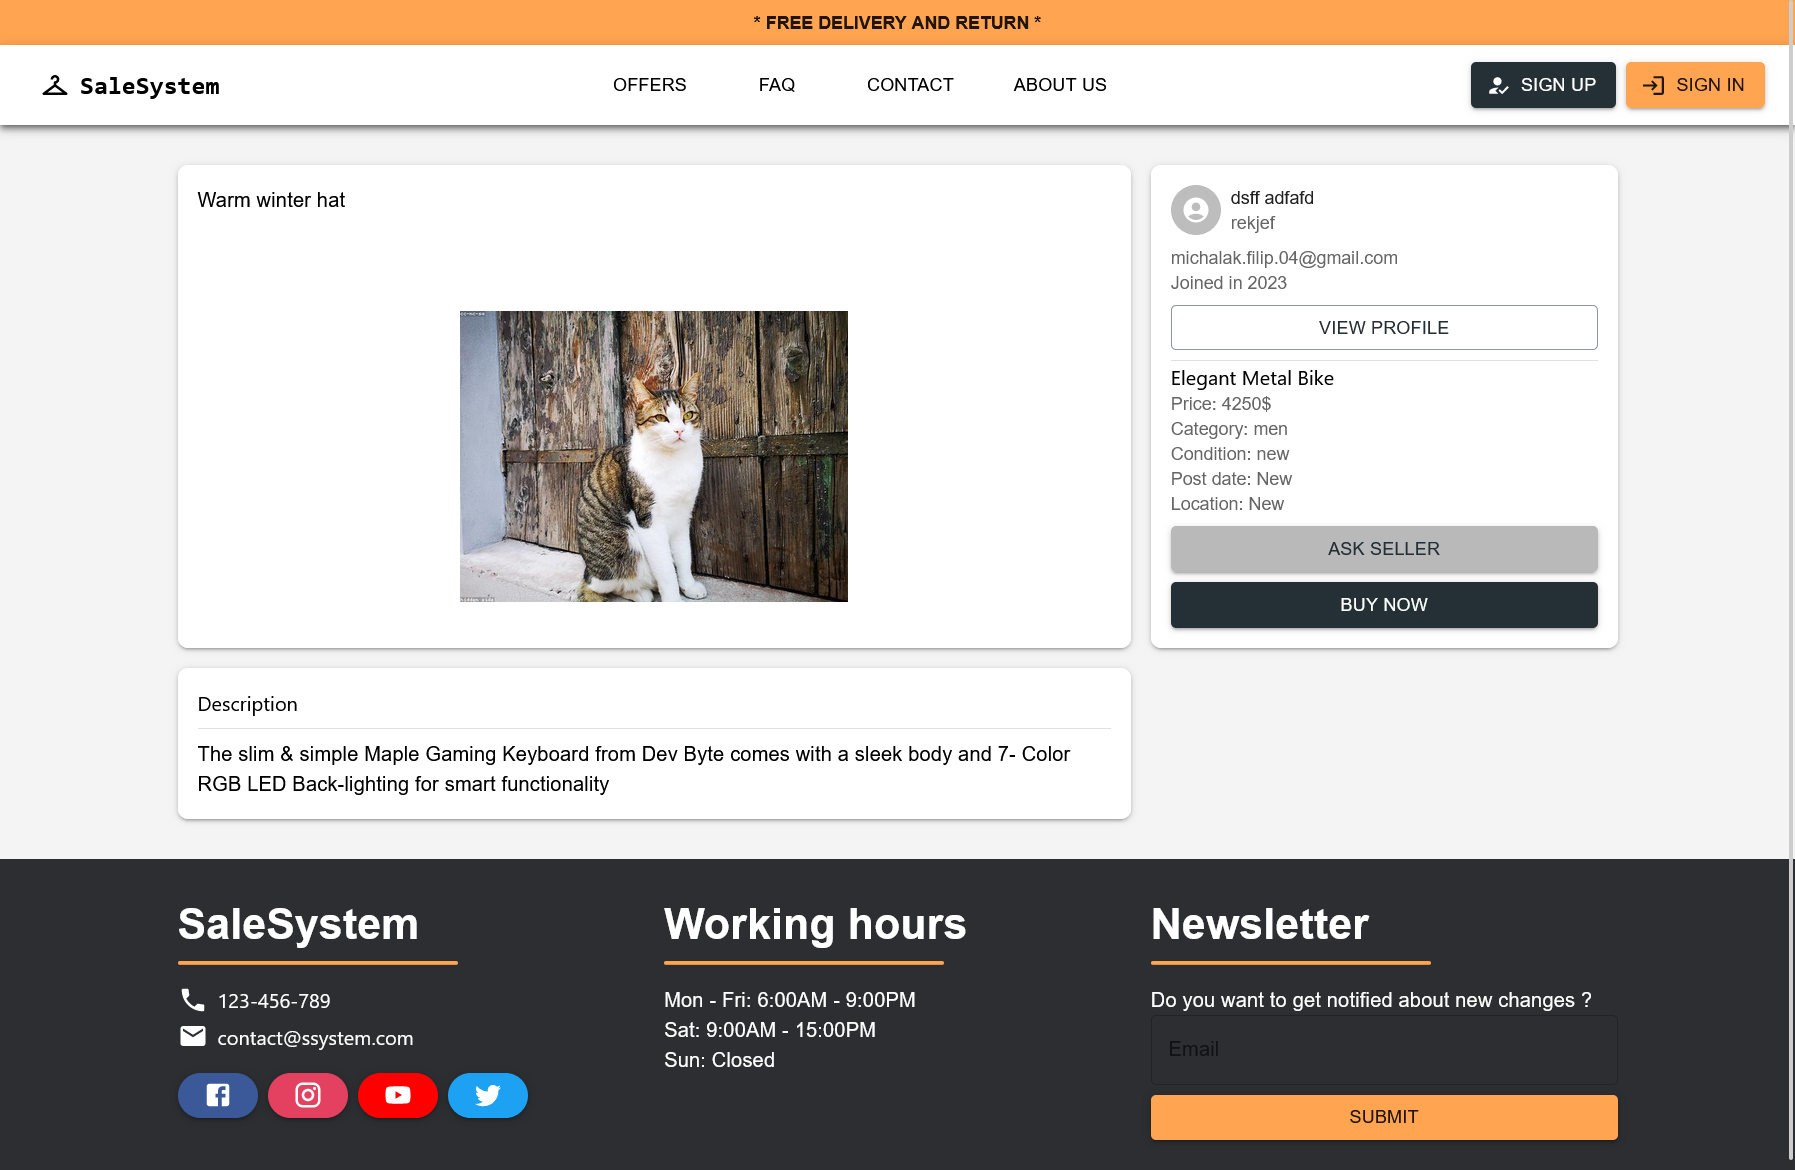 * FREE DELIVERY AND RETURN *
SaleSystem
OFFERS
FAQ
CONTACT
ABOUT US
SIGN UP
SIGN IN
Warm winter hat
dsff adfafd
rekjef
michalak.filip.04@gmail.com
Joined in 2023
VIEW PROFILE
Elegant Metal Bike
Price: 4250$
Category: men
Condition: new
Post date: New
Location: New
ASK SELLER
BUY NOW
Description
The slim & simple Maple Gaming Keyboard from Dev Byte comes with a sleek body and 7- Color
RGB LED Back-lighting for smart functionality
SaleSystem
123-456-789
contact@ssystem.com
Working hours
Mon - Fri: 6:00AM - 9:00PM
Sat: 9:00AM - 15:00PM
Sun: Closed
Newsletter
Do you want to get notified about new changes ?
Email
SUBMIT